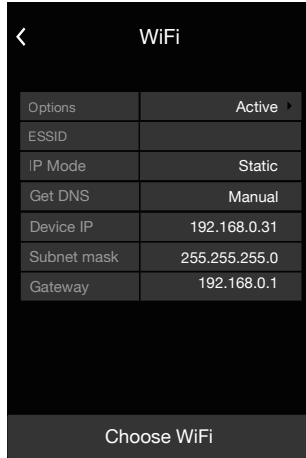 WiFi
Options Active
ESSID
IP Mode Static
Get DNS Manual
Device IP 192.168.0.31
Subnet mask 255.255.255.0
Gateway 192.168.0.1
Choose WiFi